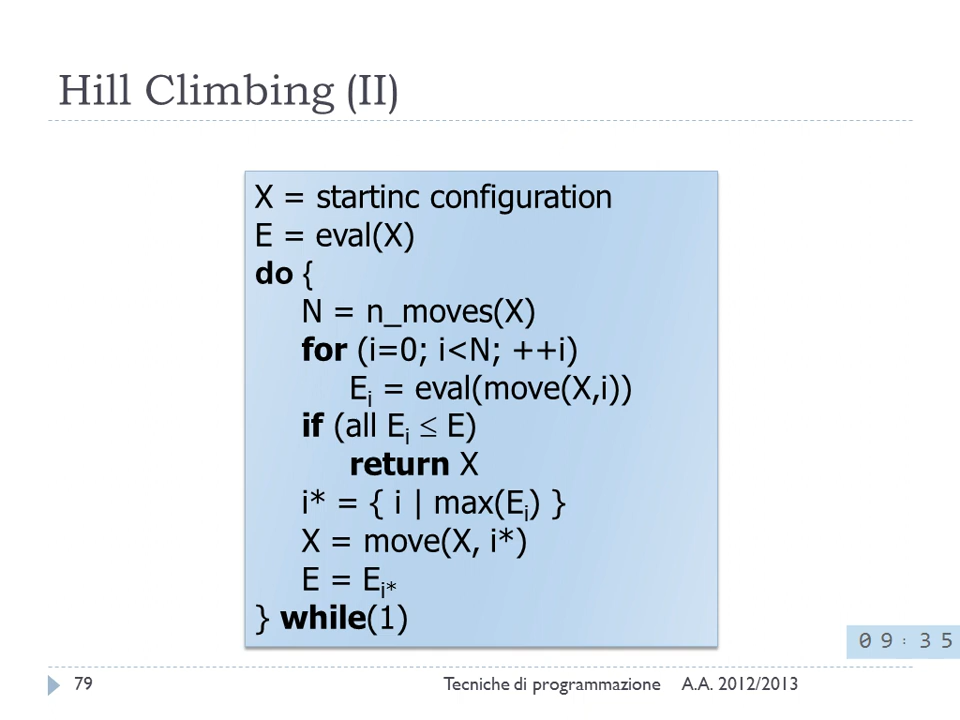 Hill Climbing (II)
X = startinc configuration
E = eval(X)
do {
N = n_moves(X)
for (i=0; i<N; ++i)
Ei = eval(move(X,i))
if (all Ei ≤ E)
return X
i* = { i | max(Ei) }
X = move(X, i*)
E = Ei*
} while(1)
09:35
79 Tecniche di programmazione A.A. 2012/2013